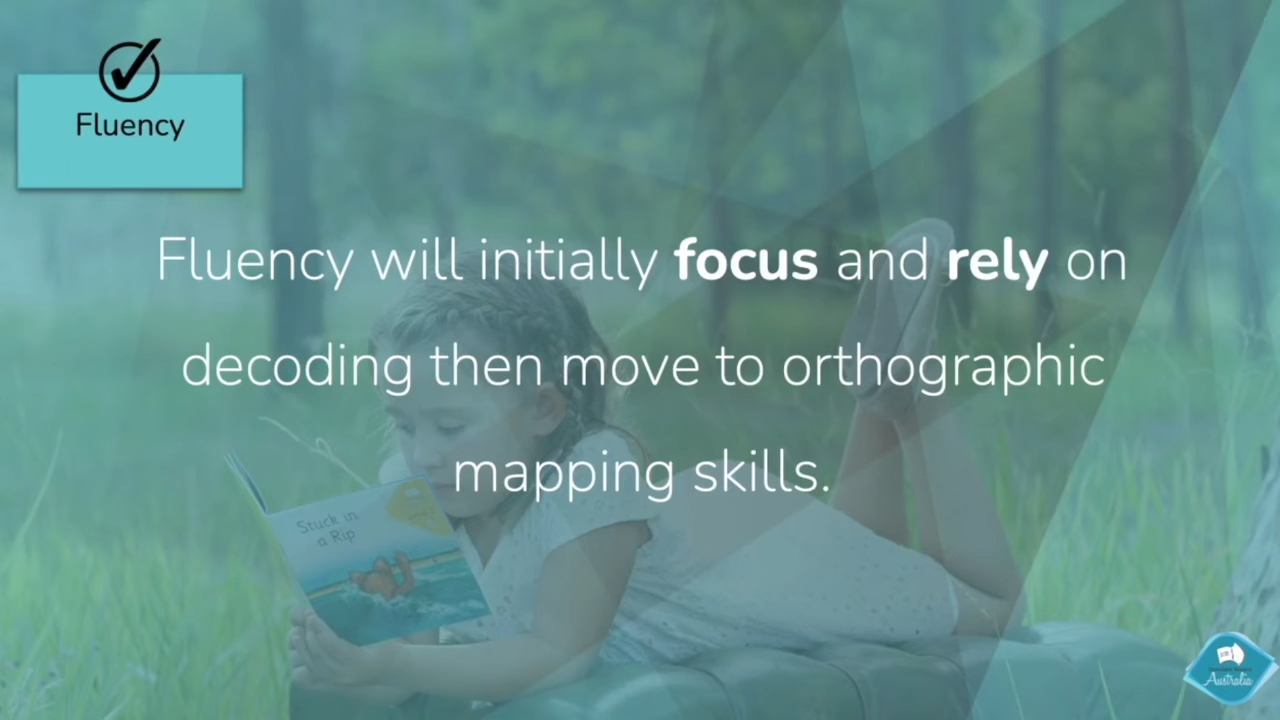 Fluency
Fluency will initially focus and rely on
decoding then move to orthographic
mapping skills.
Stuck in
a Rip
Australia